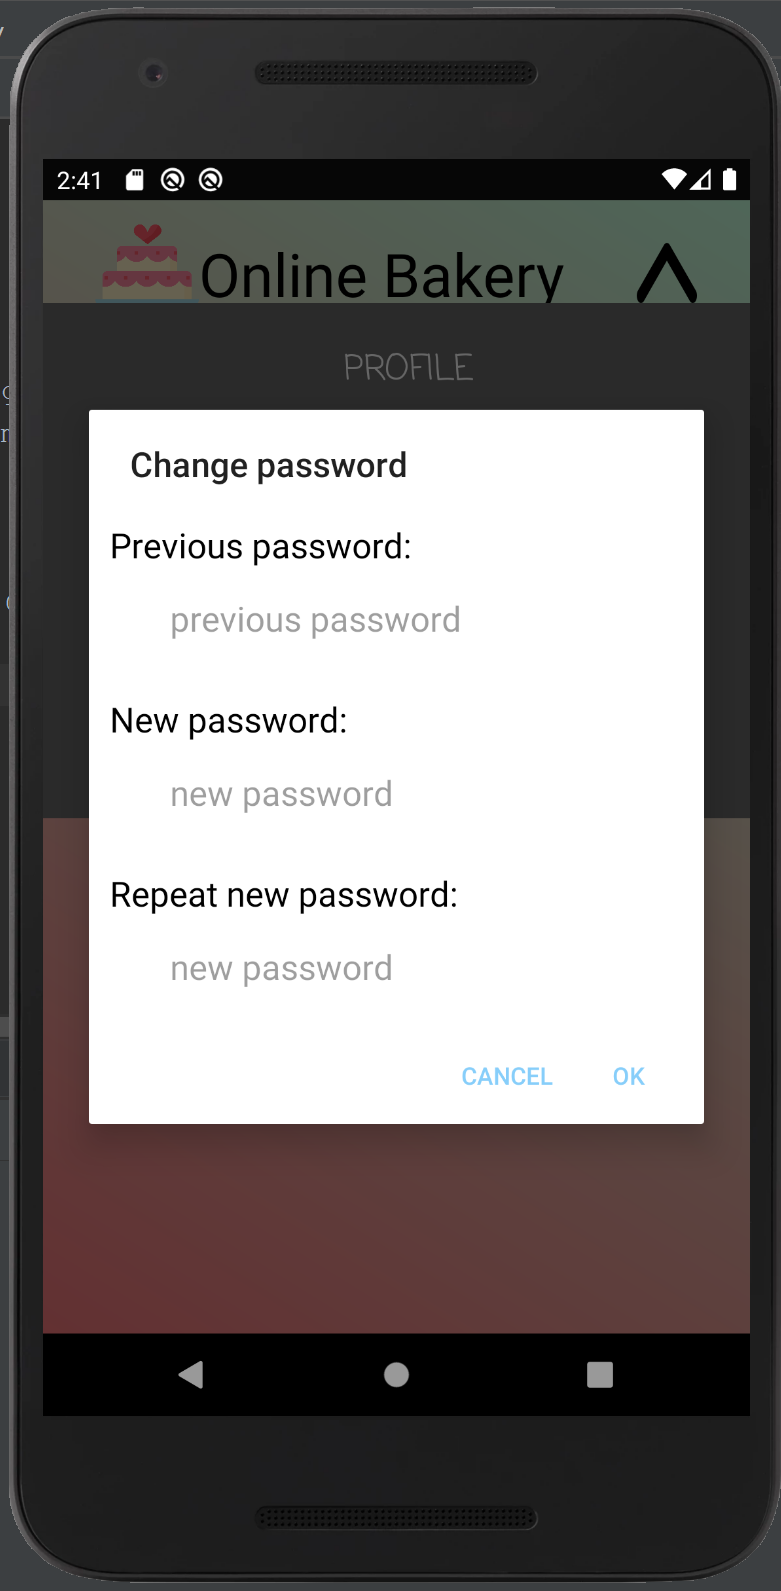 2:41
Online Bakery
PROFILE
Change password
Previous password:
previous password
New password:
new password
Repeat new password:
new password
CANCEL OK